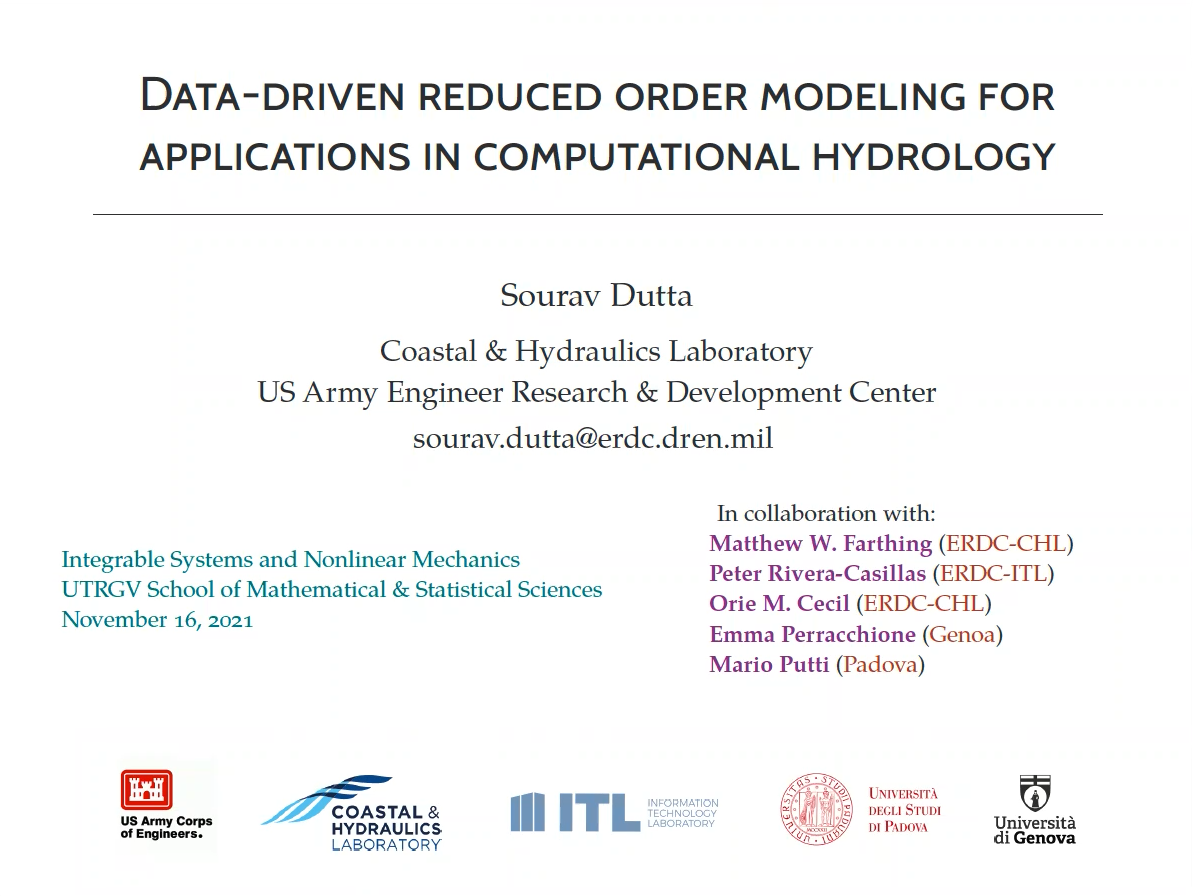 DATA-DRIVEN REDUCED ORDER MODELING FOR
APPLICATIONS IN COMPUTATIONAL HYDROLOGY
Sourav Dutta
Coastal & Hydraulics Laboratory
US Army Engineer Research & Development Center
sourav.dutta@erdc.dren.mil
Integrable Systems and Nonlinear Mechanics
UTRGV School of Mathematical & Statistical Sciences
November 16, 2021
In collaboration with:
Matthew W. Farthing (ERDC-CHL)
Peter Rivera-Casillas (ERDC-ITL)
Orie M. Cecil (ERDC-CHL)
Emma Perracchione (Genoa)
Mario Putti (Padova)
US Army Corps
of Engineers.
COASTAL &
HYDRAULICS
LABORATORY
ITL
INFORMATION
TECHNOLOGY
LABORATORY
UNIVERSITÀ
DEGLI STUDI
DI PADOVA
Università
di Genova